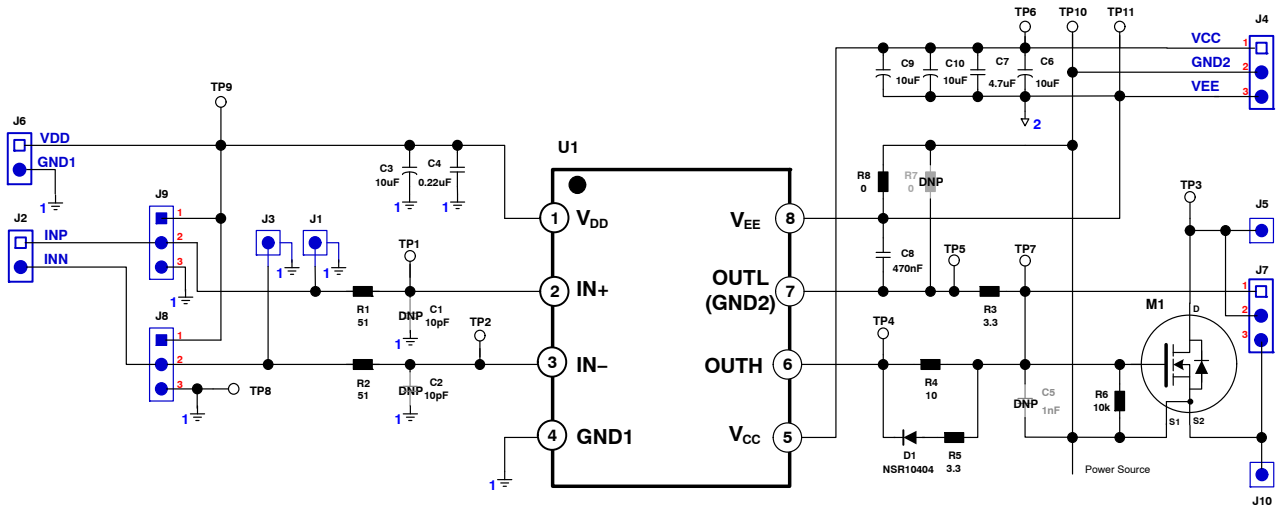 TP6
TP10
TP11
J4
VCC
1
GND2
2
VEE
3
C9
10uF
C10
10uF
C7
4.7uF
C6
10uF
2
TP9
J6
VDD
GND1
1
J2
INP
INN
J9
1
2
3
1
J3
1
J1
1
J8
1
2
3
1
TP8
C3
10uF
1
C4
0.22uF
1
TP1
R1
51
DNP
C1
10pF
1
TP2
R2
51
DNP
C2
10pF
1
1
U1
1
VDD
2
IN+
3
IN–
4
GND1
VEE
8
OUTL
(GND2)
7
OUTH
6
VCC
5
R8
0
R7
DNP
0
C8
470nF
TP5
TP7
R3
3.3
TP4
R4
10
D1
NSR10404
R5
3.3
C5
DNP
1nF
R6
10k
TP3
J5
J7
1
2
3
M1
D
S1
S2
Power Source
J10